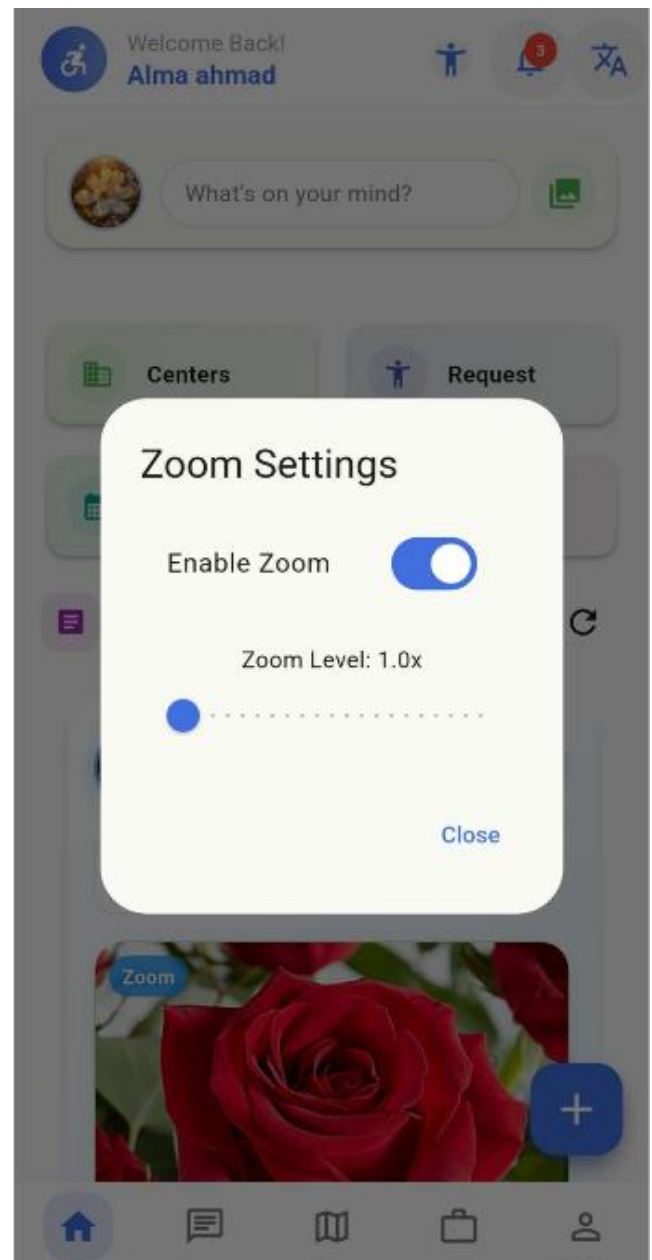 Welcome Back!
Alma ahmad
3
What's on your mind?
Centers
Request
Zoom Settings
Enable Zoom
Zoom Level: 1.0x
Close
Zoom